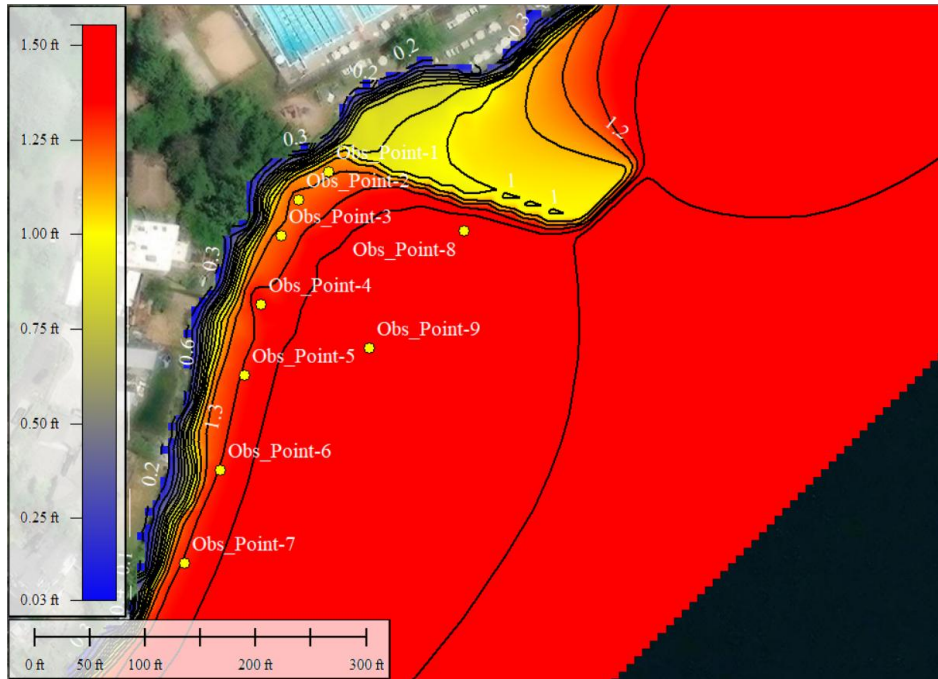 1.50 ft
1.25 ft
1.00 ft
0.75 ft
0.50 ft
0.25 ft
0.03 ft
0.3
0.2
0.2
0.3
1.2
Obs_Point-1
Obs_Point-2
1
1
Obs_Point-3
Obs_Point-8
0.3
Obs_Point-4
Obs_Point-9
0.6
Obs_Point-5
1.3
Obs_Point-6
0.2
Obs_Point-7
0 ft
50 ft
100 ft
200 ft
300 ft